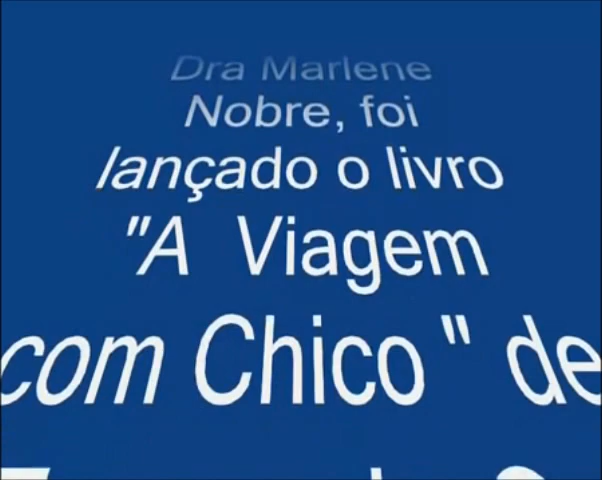 Dra Marlene
Nobre, foi
lançado o livro
"A Viagem
com Chico" de